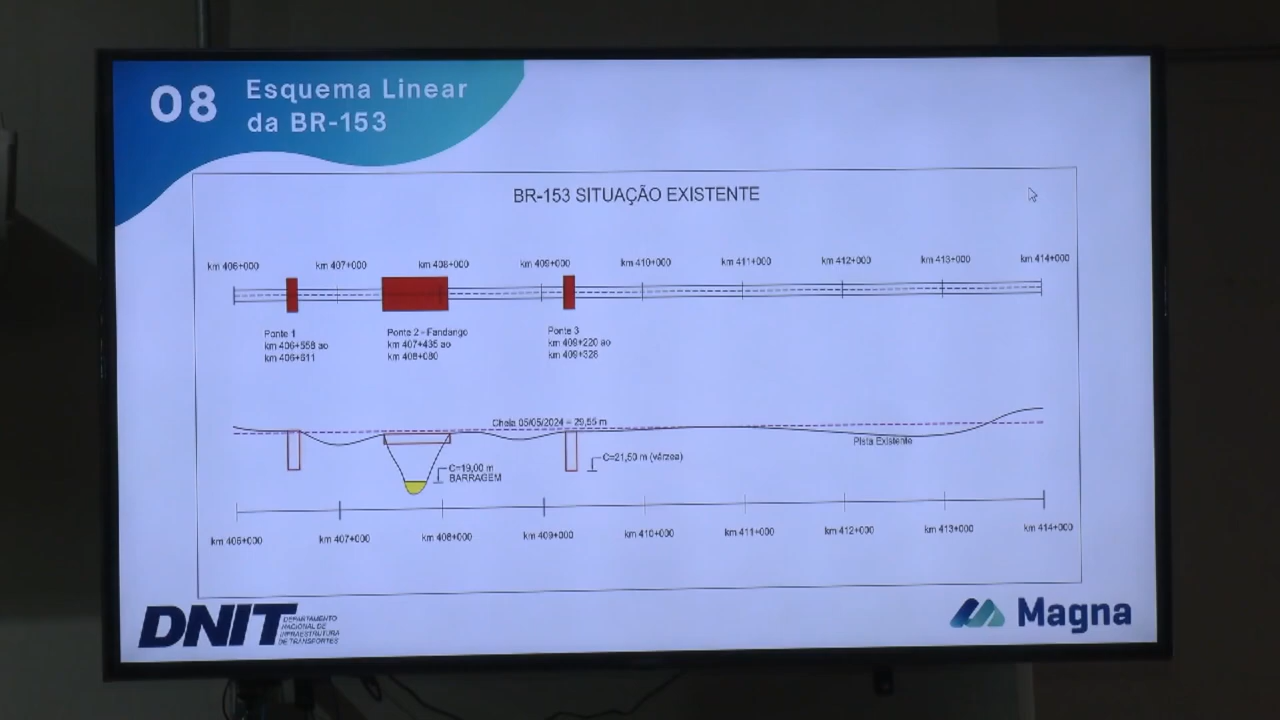 08
Esquema Linear
da BR-153
BR-153 SITUAÇÃO EXISTENTE
km 406+000 km 407+000 km 408+000 km 409+000 km 410+000 km 411+000 km 412+000 km 413+000 km 414+000
Ponte 1
km 406+558 ao
km 406+611
Ponte 2 - Fandango
km 407+435 ao
km 408+080
Ponte 3
km 409+220 ao
km 409+328
Cheia 05/05/2024 = 29,55 m
Pista Existente
C=21,50 m (várzea)
C=19,00 m
BARRAGEM
km 406+000 km 407+000 km 408+000 km 409+000 km 410+000 km 411+000 km 412+000 km 413+000 km 414+000
DNIT
DEPARTAMENTO
NACIONAL DE
INFRAESTRUTURA
DE TRANSPORTES
Magna